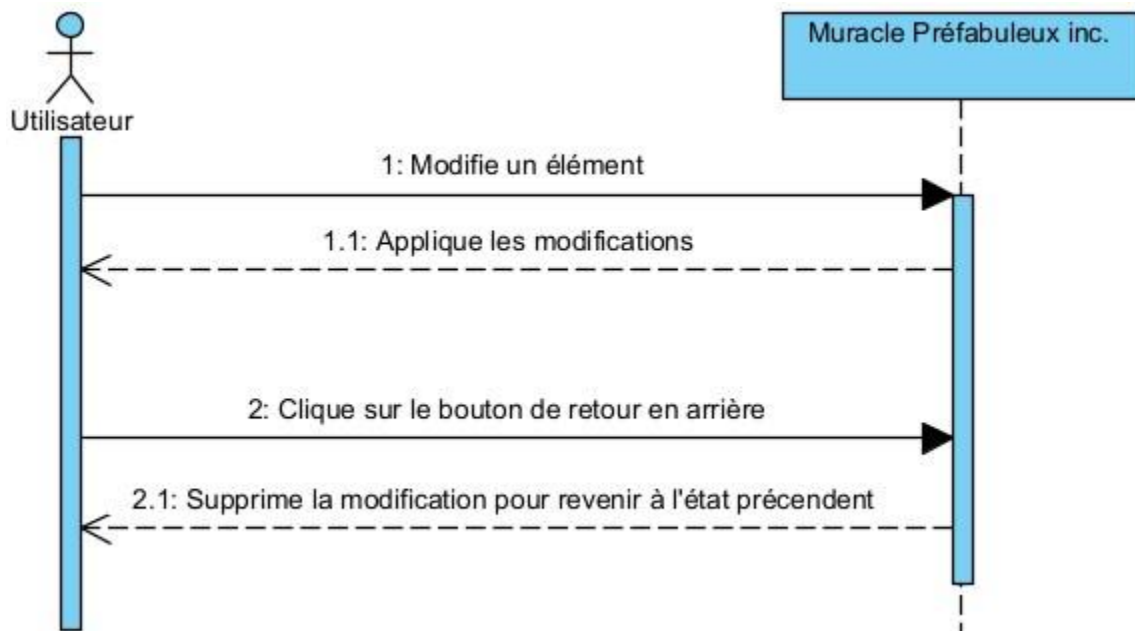 Muracle Préfabuleux inc.
Utilisateur
1: Modifie un élément
1.1: Applique les modifications
2: Clique sur le bouton de retour en arrière
2.1: Supprime la modification pour revenir à l'état précendent